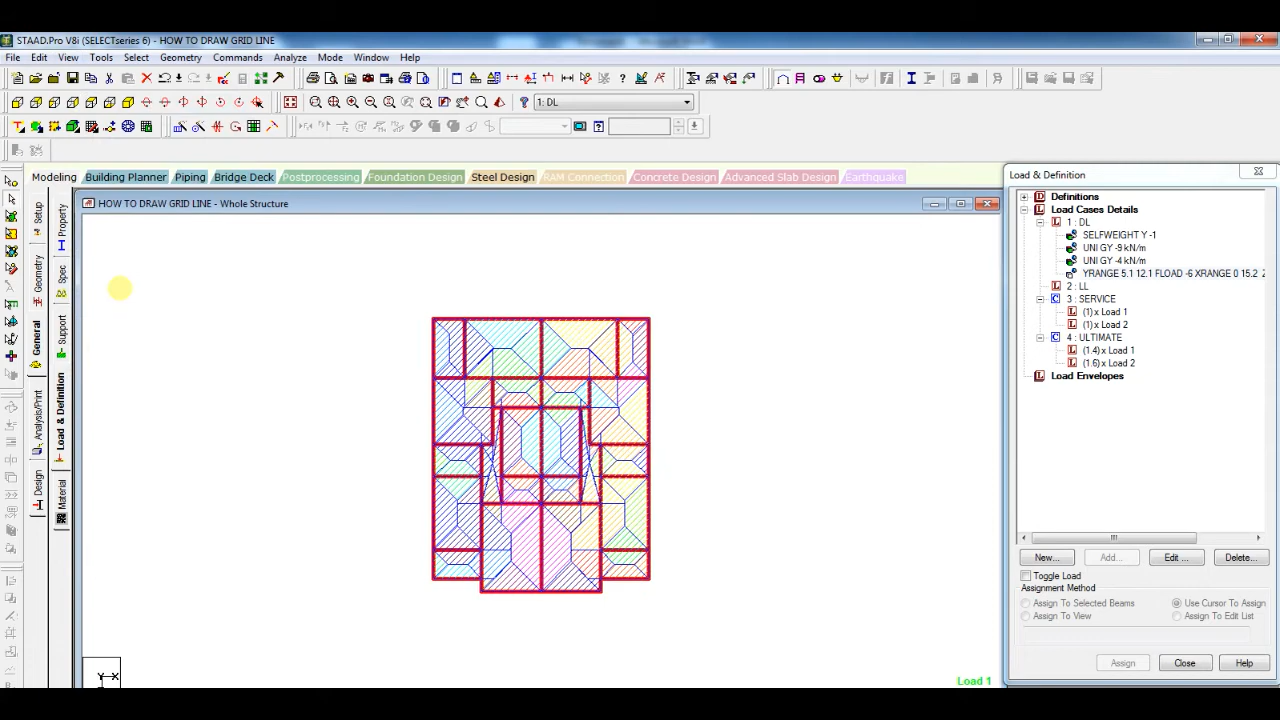 STAAD.Pro V8i (SELECTseries 6) - HOW TO DRAW GRID LINE
File Edit View Tools Select Geometry Commands Analyze Mode Window Help
1: DL
Modeling Building Planner Piping Bridge Deck Postprocessing Foundation Design Steel Design RAM Connection Concrete Design Advanced Slab Design Earthquake
Setup
Geometry
General
Analysis/Print
Design
Property
Spec
Support
Load & Definition
Material
HOW TO DRAW GRID LINE - Whole Structure
Load 1
Load & Definition
Definitions
Load Cases Details
1 : DL
SELFWEIGHT Y -1
UNI GY -9 kN/m
UNI GY -4 kN/m
YRANGE 5.1 12.1 FLOAD -6 XRANGE 0 15.2 2
2 : LL
3 : SERVICE
(1) x Load 1
(1) x Load 2
4 : ULTIMATE
(1.4) x Load 1
(1.6) x Load 2
Load Envelopes
New... Add... Edit ... Delete...
Toggle Load
Assignment Method
Assign To Selected Beams Use Cursor To Assign
Assign To View Assign To Edit List
Assign Close Help